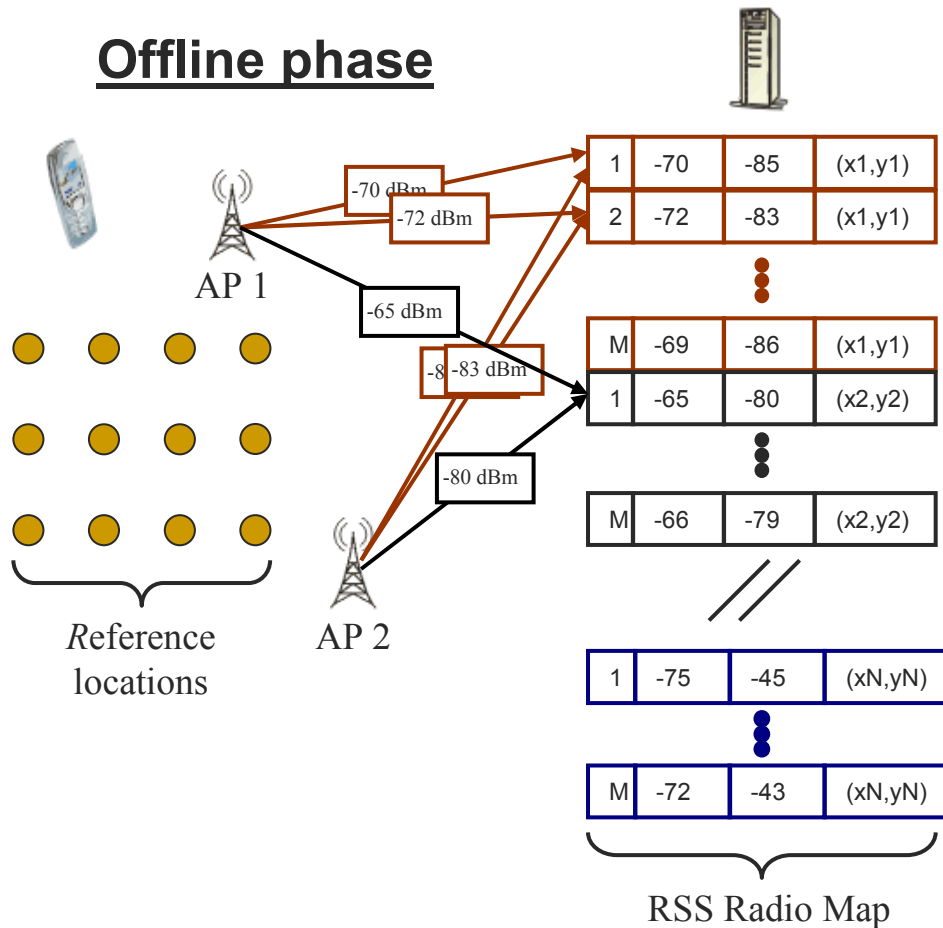 Offline phase
1 -70 -85 (x1,y1)
-70 dBm
2 -72 -83 (x1,y1)
-72 dBm
AP 1
-65 dBm
M -69 -86 (x1,y1)
-83 dBm
1 -65 -80 (x2,y2)
-80 dBm
M -66 -79 (x2,y2)
AP 2
Reference
locations
1 -75 -45 (xN,yN)
M -72 -43 (xN,yN)
RSS Radio Map